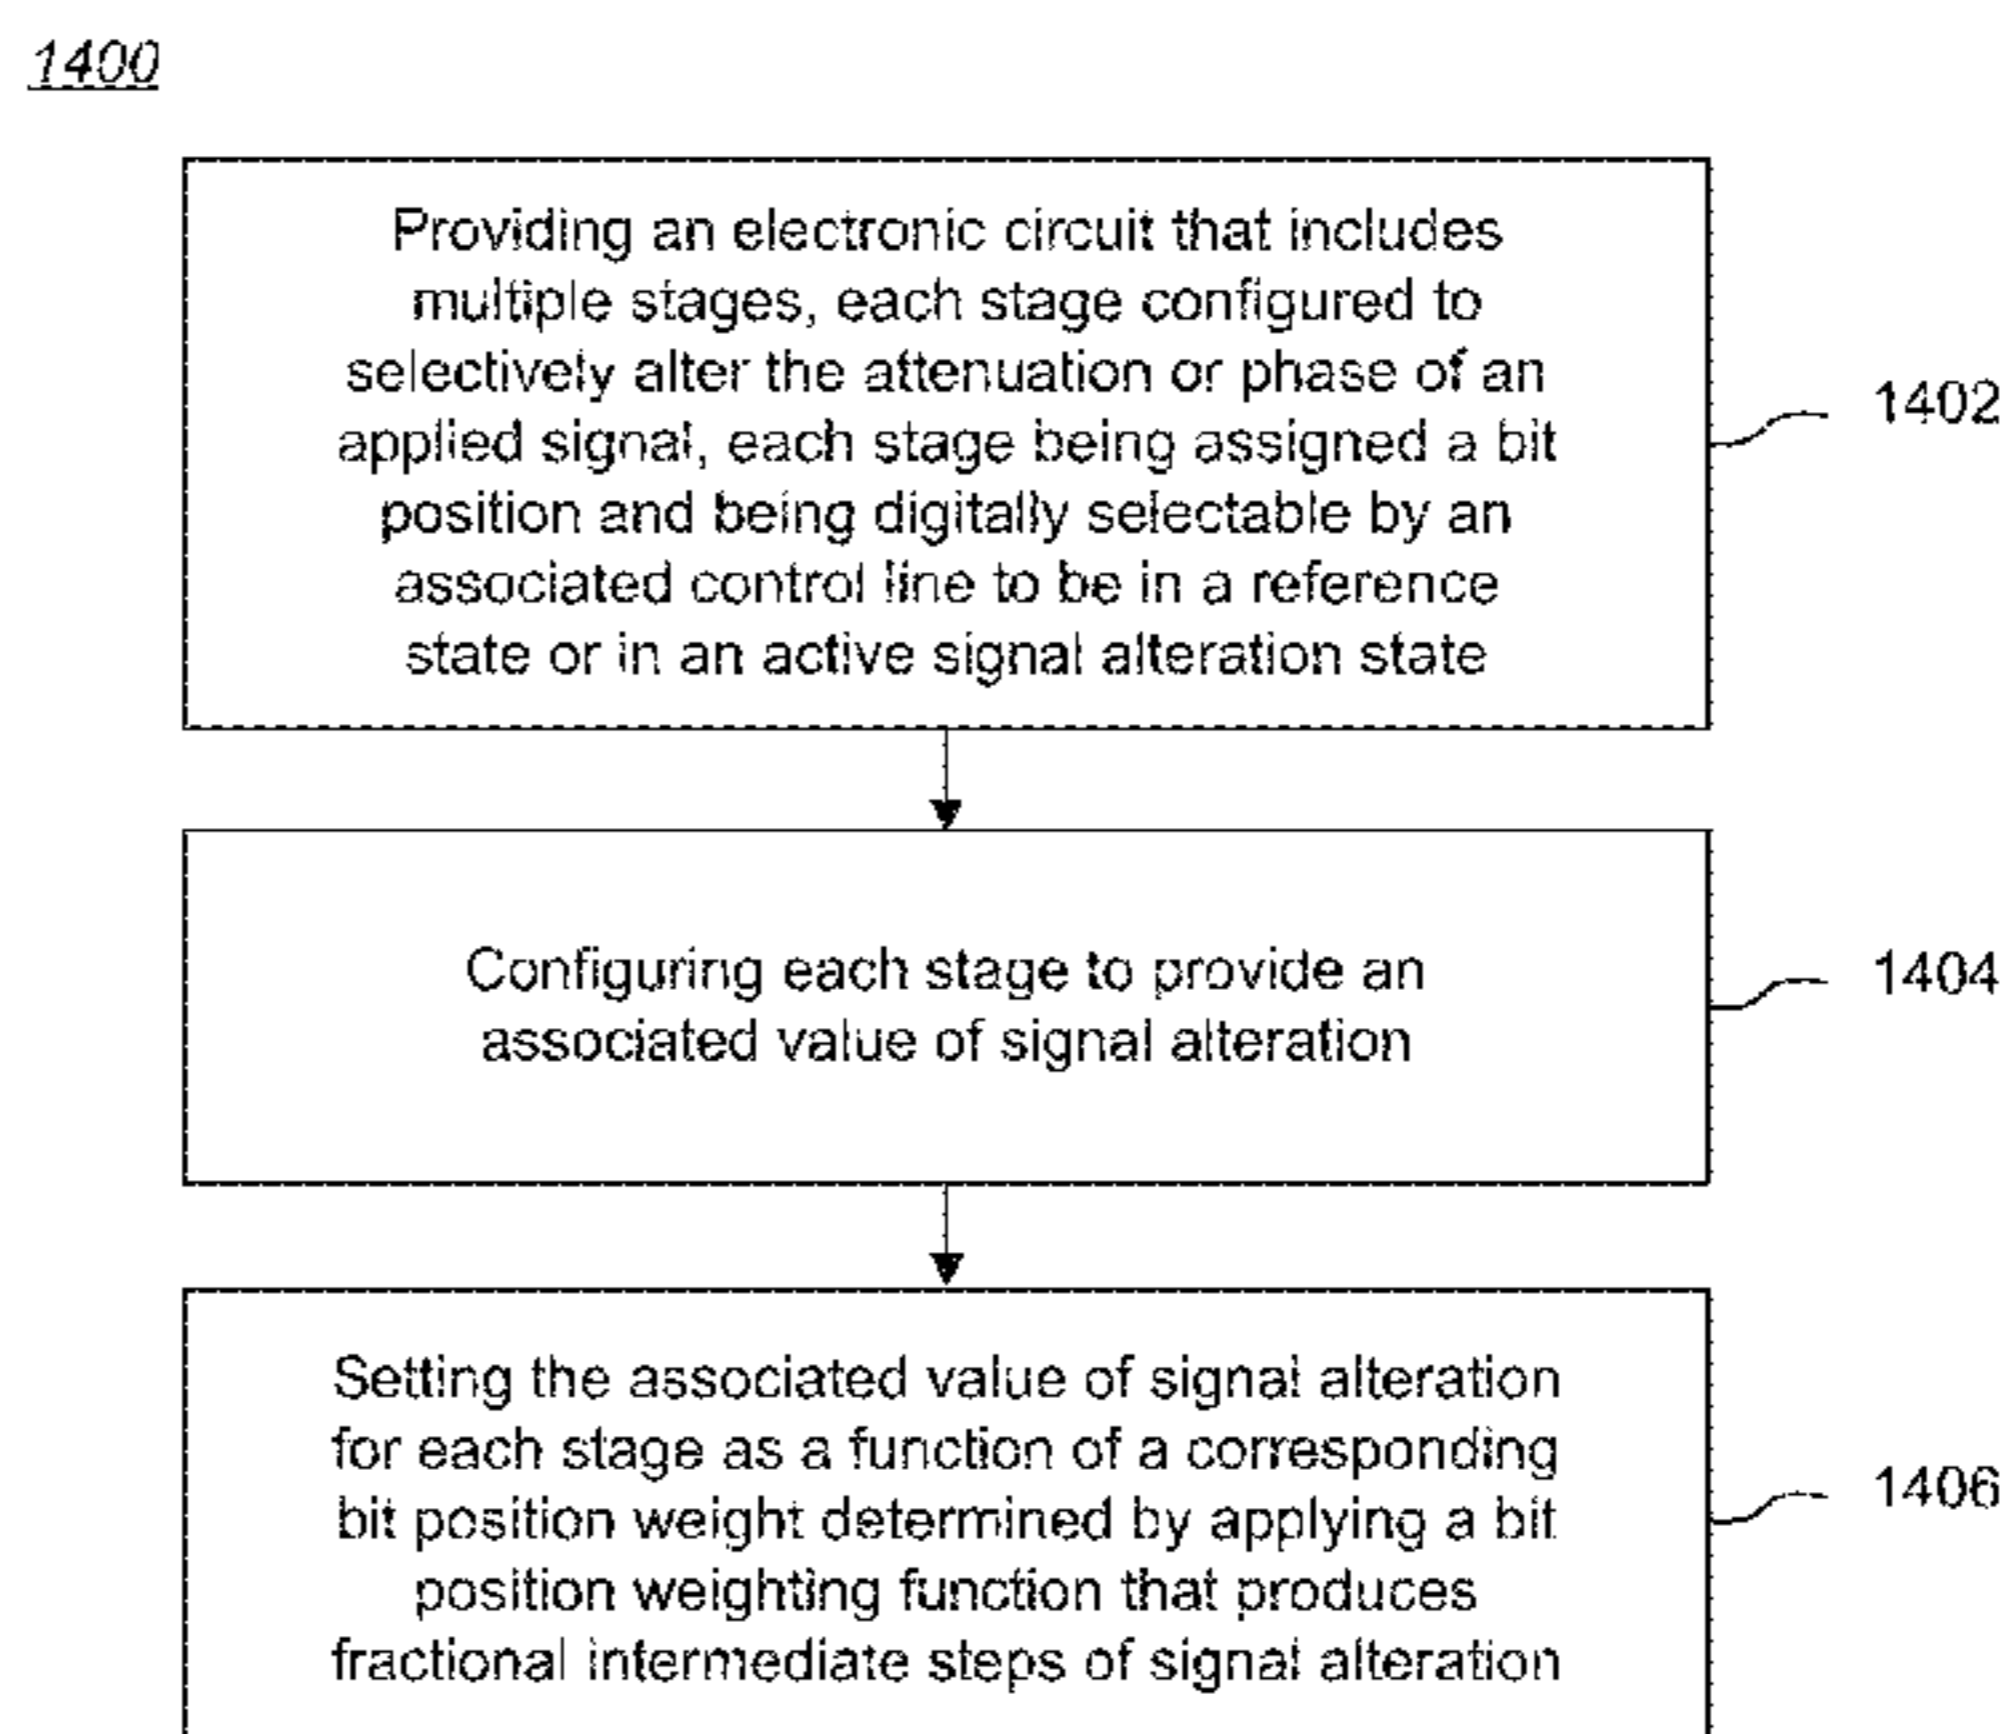 1400
Providing an electronic circuit that includes
multiple stages, each stage configured to
selectively alter the attenuation or phase of an
applied signal, each stage being assigned a bit
position and being digitally selectable by an
associated control line to be in a reference
state or in an active signal alteration state
1402
Configuring each stage to provide an
associated value of signal alteration
1404
Setting the associated value of signal alteration
for each stage as a function of a corresponding
bit position weight determined by applying a bit
position weighting function that produces
fractional intermediate steps of signal alteration
1406